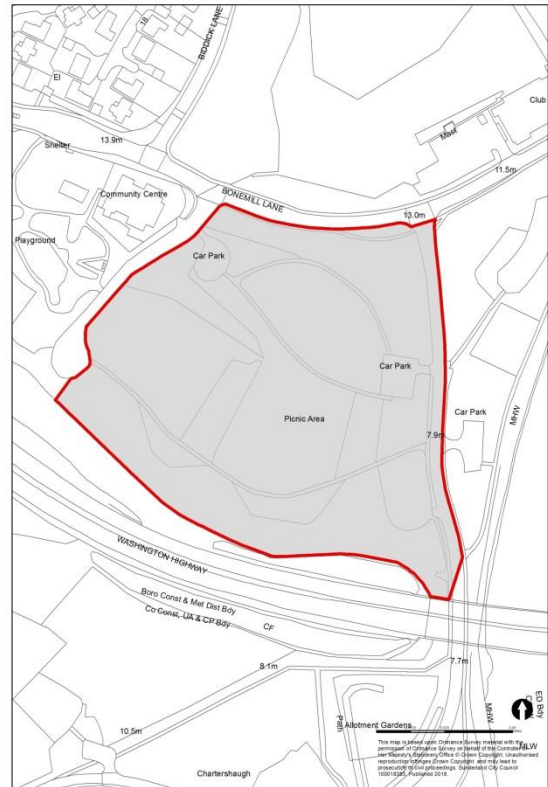 18
BIDDICK LANE
El
13.9m
Shelter
Mast
Club
Community Centre
11.5m
BONEMILL LANE
13.0m
Playground
Car Park
Car Park
Car Park
MHW
Picnic Area
7.9m
WASHINGTON HIGHWAY
Boro Const & Met Dist Bdy
Co Const, UA & CP Bdy
CF
8.1m
7.7m
ED Bdy
MHW
Path
Allotment Gardens
10.5m
MLW
This map is based upon Ordnance Survey material with the
permission of Ordnance Survey on behalf of the Controller of
Her Majesty's Stationery Office © Crown Copyright. Unauthorised
reproduction infringes Crown Copyright and may lead to
prosecution or civil proceedings. Sunderland City Council
100018385. Published 2018.
Chartershaugh